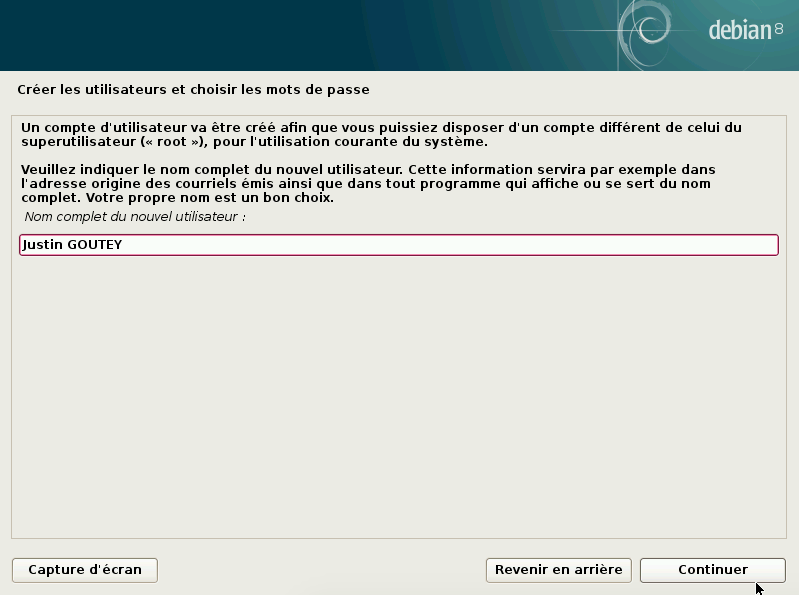 debian 8
Créer les utilisateurs et choisir les mots de passe
Un compte d'utilisateur va être créé afin que vous puissiez disposer d'un compte différent de celui du
superutilisateur (« root »), pour l'utilisation courante du système.
Veuillez indiquer le nom complet du nouvel utilisateur. Cette information servira par exemple dans
l'adresse origine des courriels émis ainsi que dans tout programme qui affiche ou se sert du nom
complet. Votre propre nom est un bon choix.
Nom complet du nouvel utilisateur :
Justin GOUTEY
Capture d'écran
Revenir en arrière
Continuer